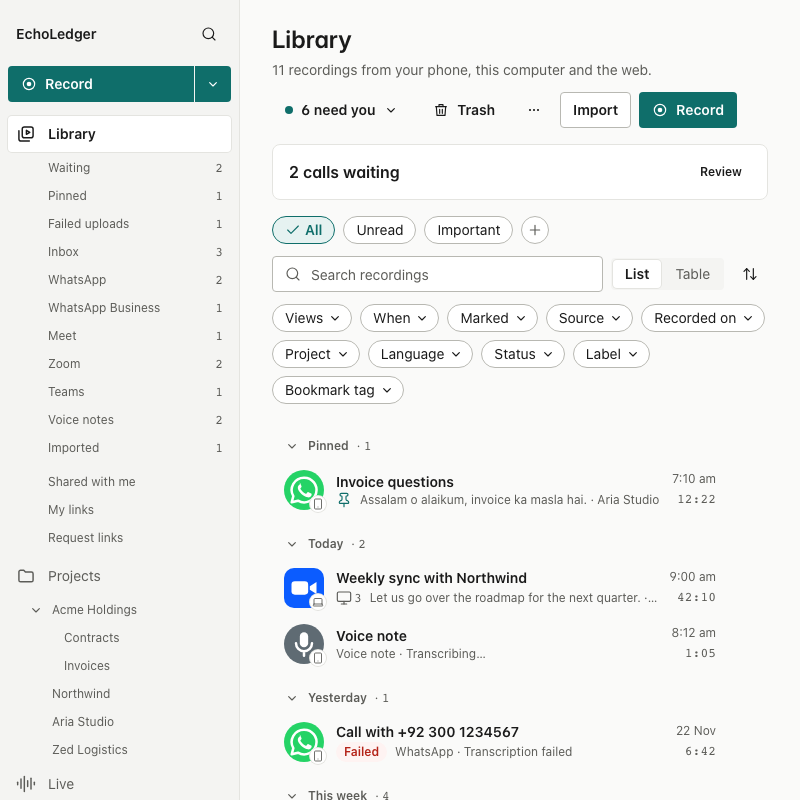 EchoLedger
Record
Library
Waiting 2
Pinned 1
Failed uploads 1
Inbox 3
WhatsApp 2
WhatsApp Business 1
Meet 1
Zoom 2
Teams 1
Voice notes 2
Imported 1
Shared with me
My links
Request links
Projects
Acme Holdings
Contracts
Invoices
Northwind
Aria Studio
Zed Logistics
Live
Library
11 recordings from your phone, this computer and the web.
6 need you Trash ··· Import Record
2 calls waiting Review
All Unread Important +
Search recordings List Table
Views When Marked Source Recorded on
Project Language Status Label
Bookmark tag
Pinned · 1
Invoice questions 7:10 am
Assalam o alaikum, invoice ka masla hai. · Aria Studio 12:22
Today · 2
Weekly sync with Northwind 9:00 am
3 Let us go over the roadmap for the next quarter. ·... 42:10
Voice note 8:12 am
Voice note · Transcribing... 1:05
Yesterday · 1
Call with +92 300 1234567 22 Nov
Failed WhatsApp · Transcription failed 6:42
This week · 4